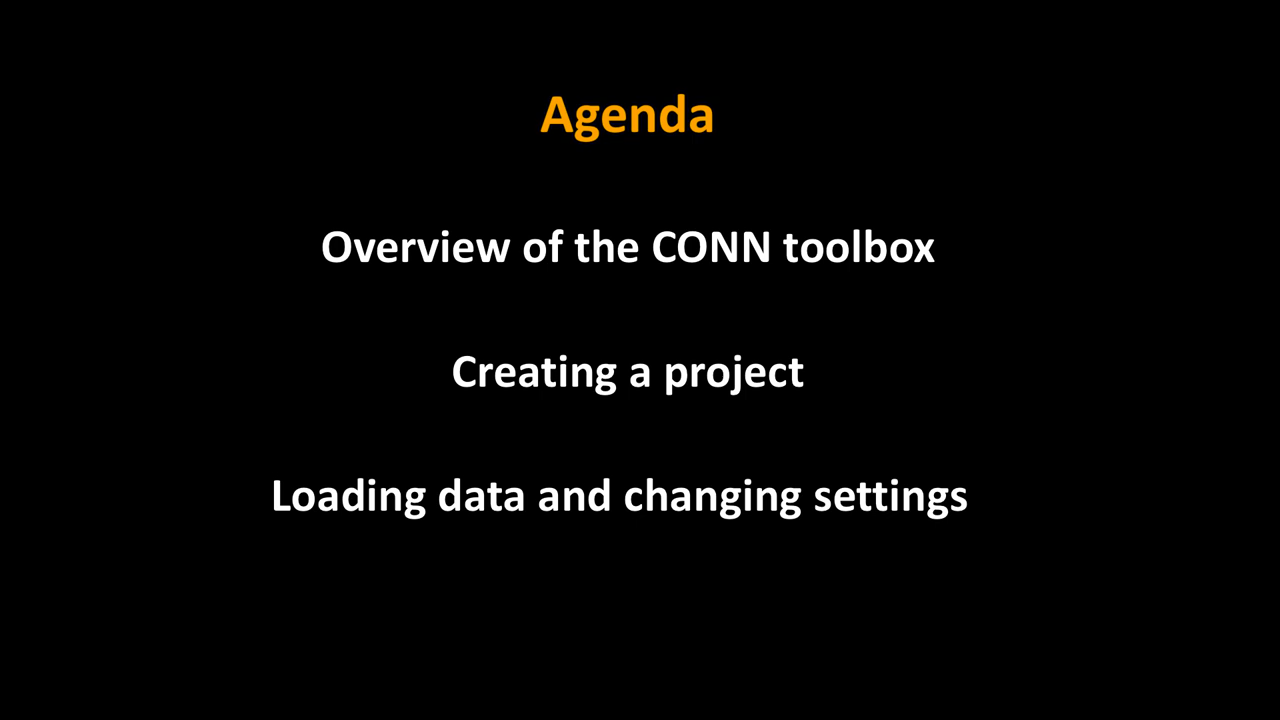 Agenda
Overview of the CONN toolbox
Creating a project
Loading data and changing settings